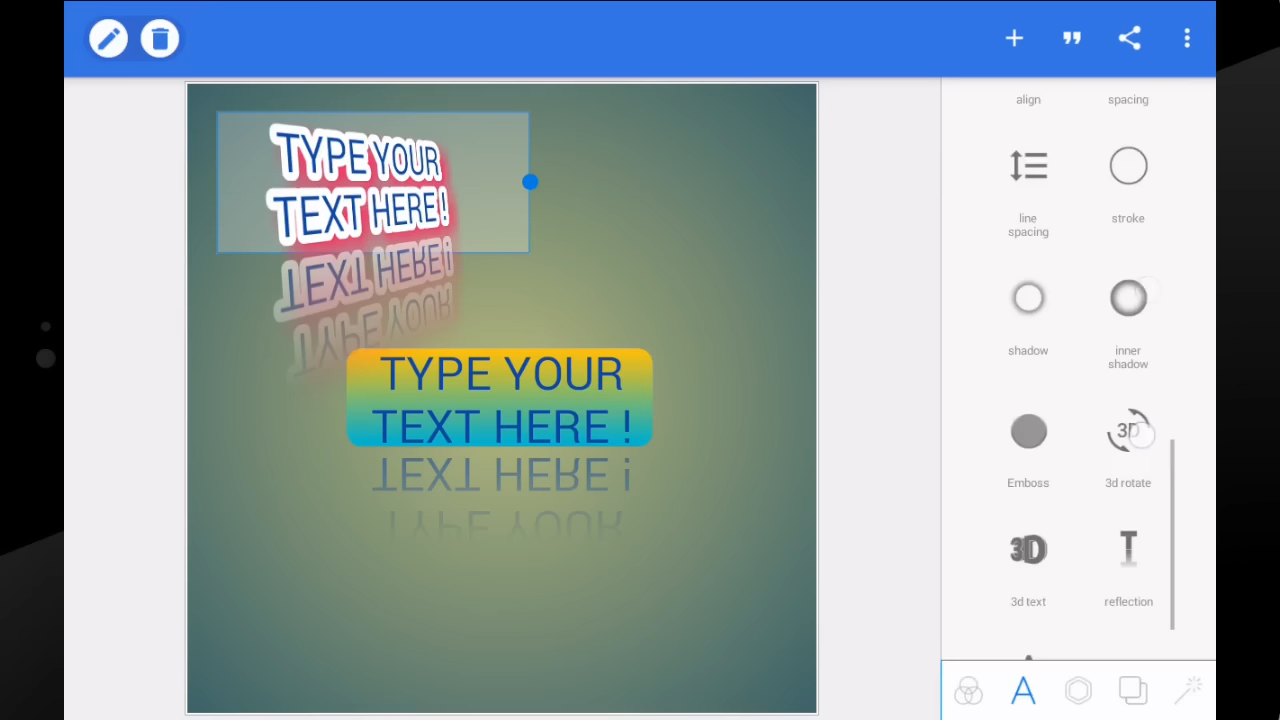 align
spacing
line
spacing
stroke
shadow
inner
shadow
Emboss
3D
3d rotate
3D
T
3d text
reflection
A
TYPE YOUR
TEXT HERE !
TEXT HERE !
TYPE YOUR
TYPE YOUR
TEXT HERE !
TEXT HERE !
TYPE YOUR